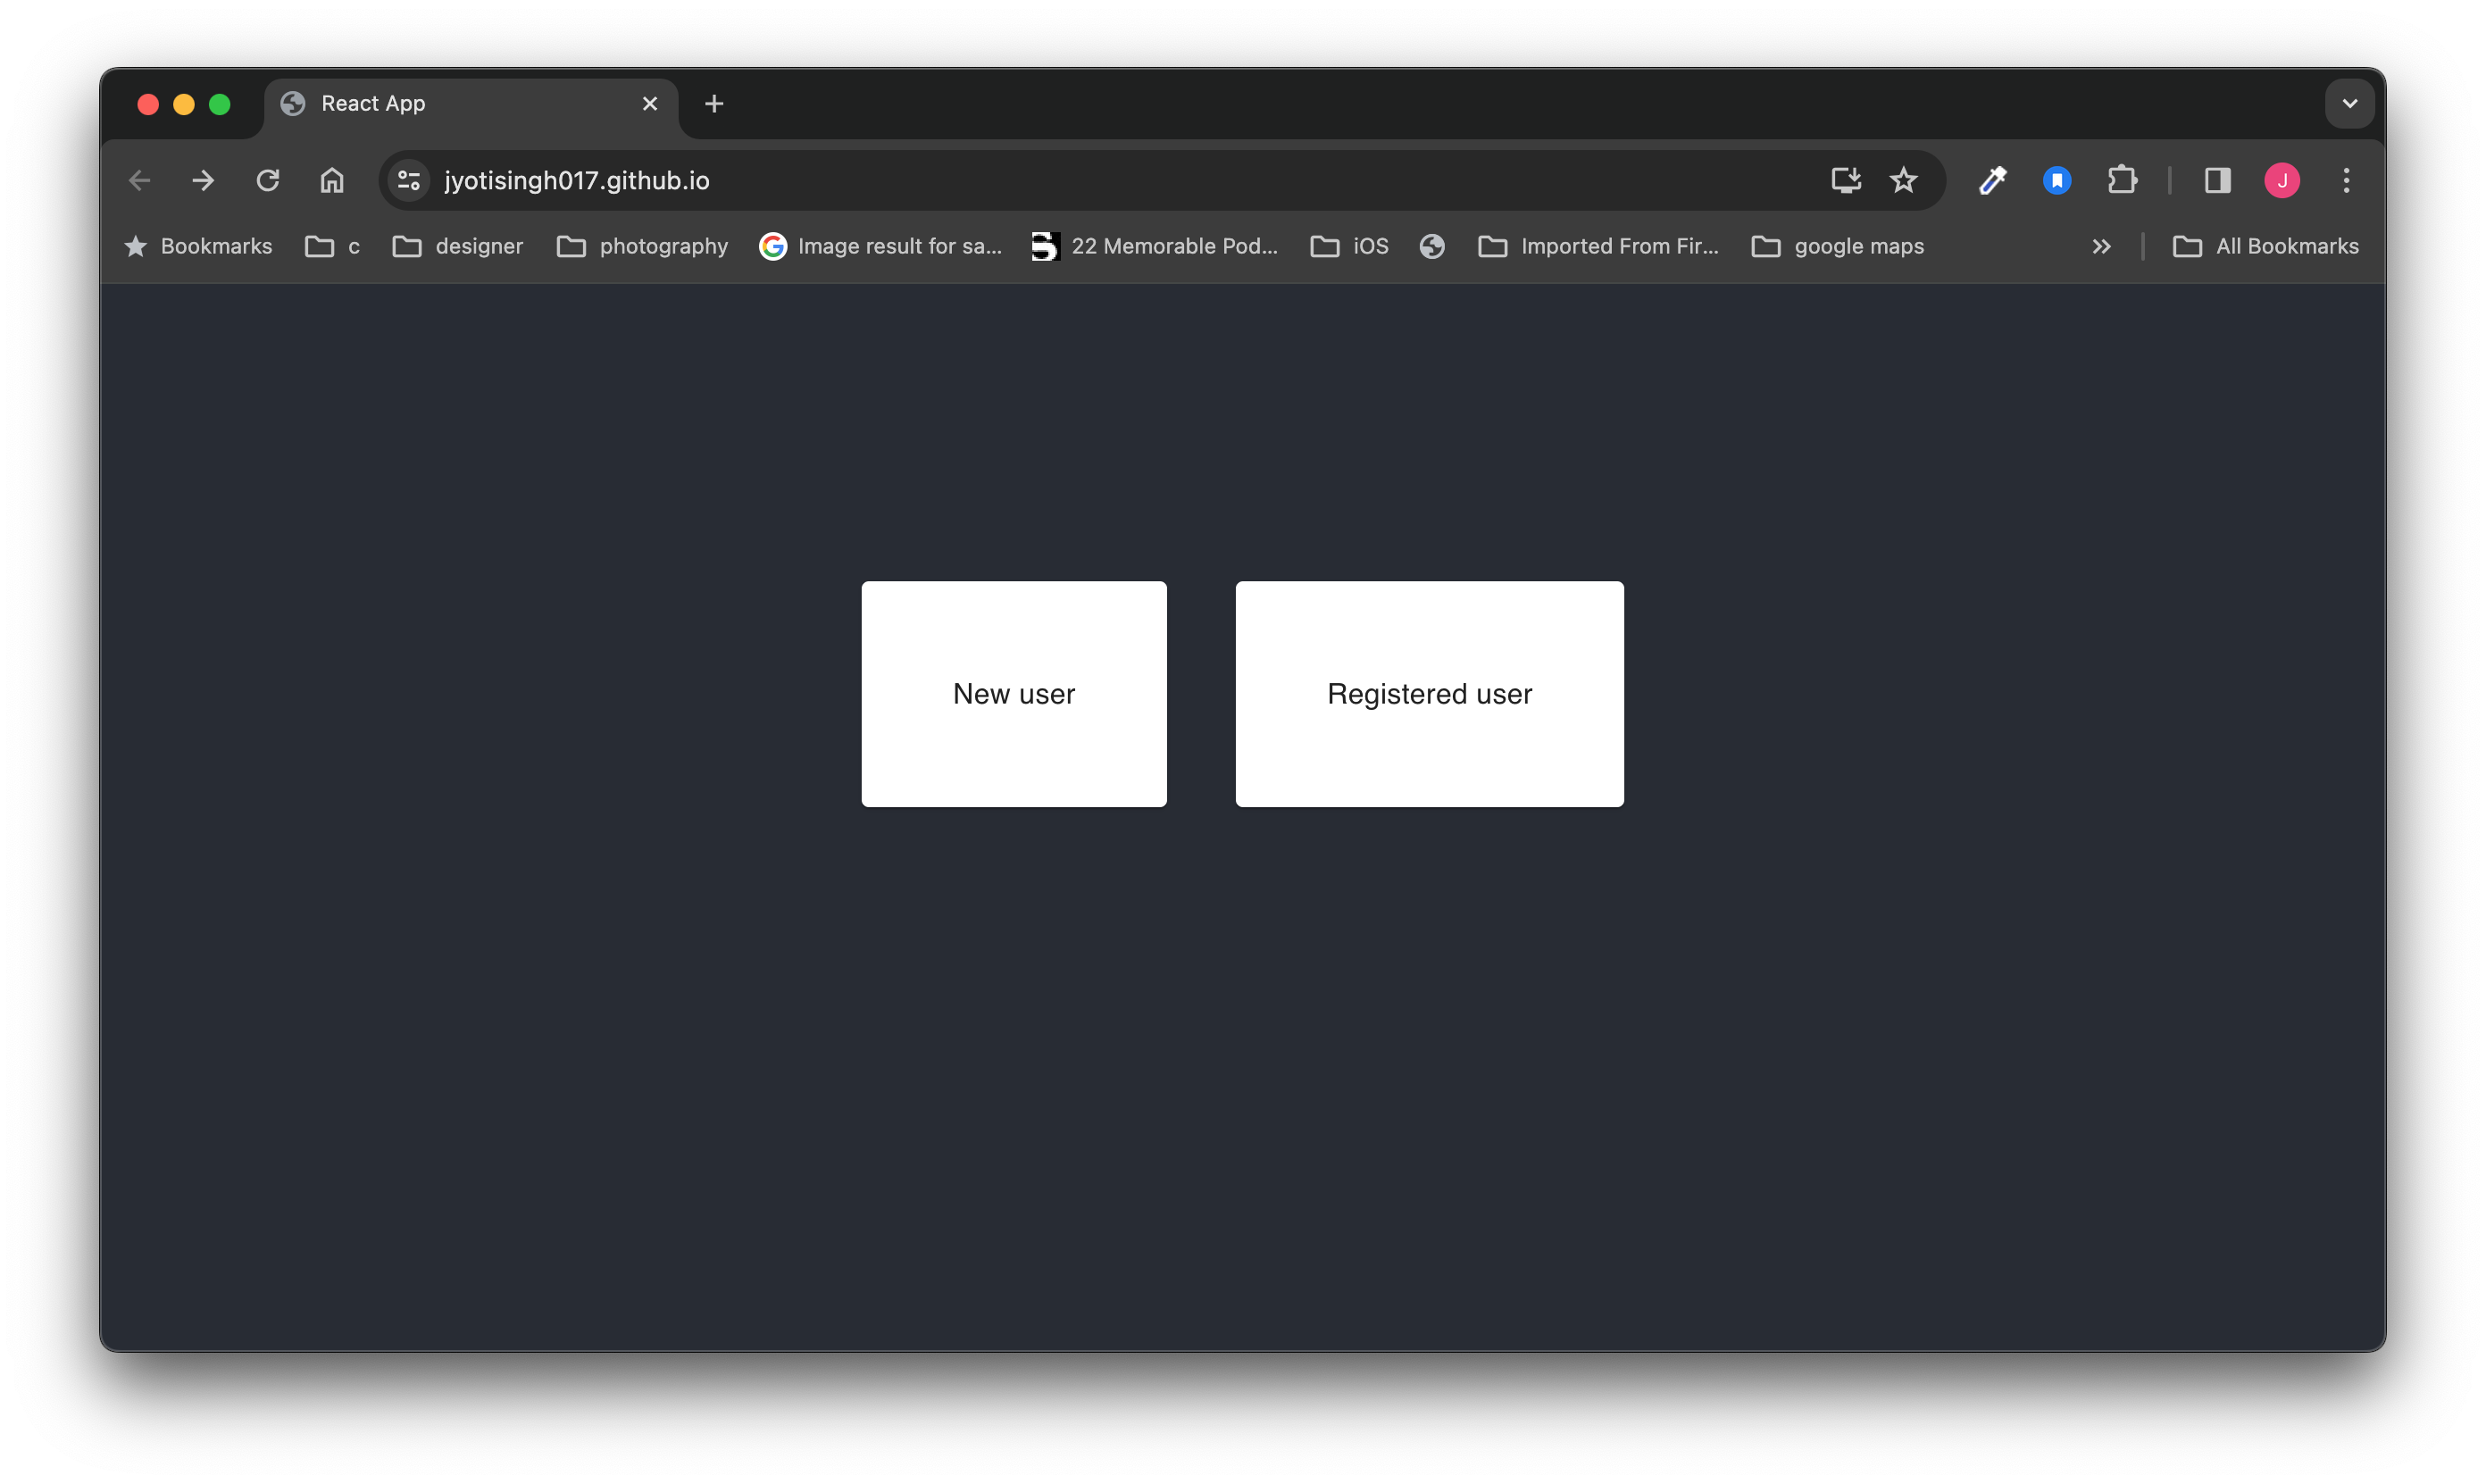 React App
jyotisingh017.github.io
J
Bookmarks c designer photography Image result for sa... 22 Memorable Pod... iOS Imported From Fir... google maps All Bookmarks
New user Registered user